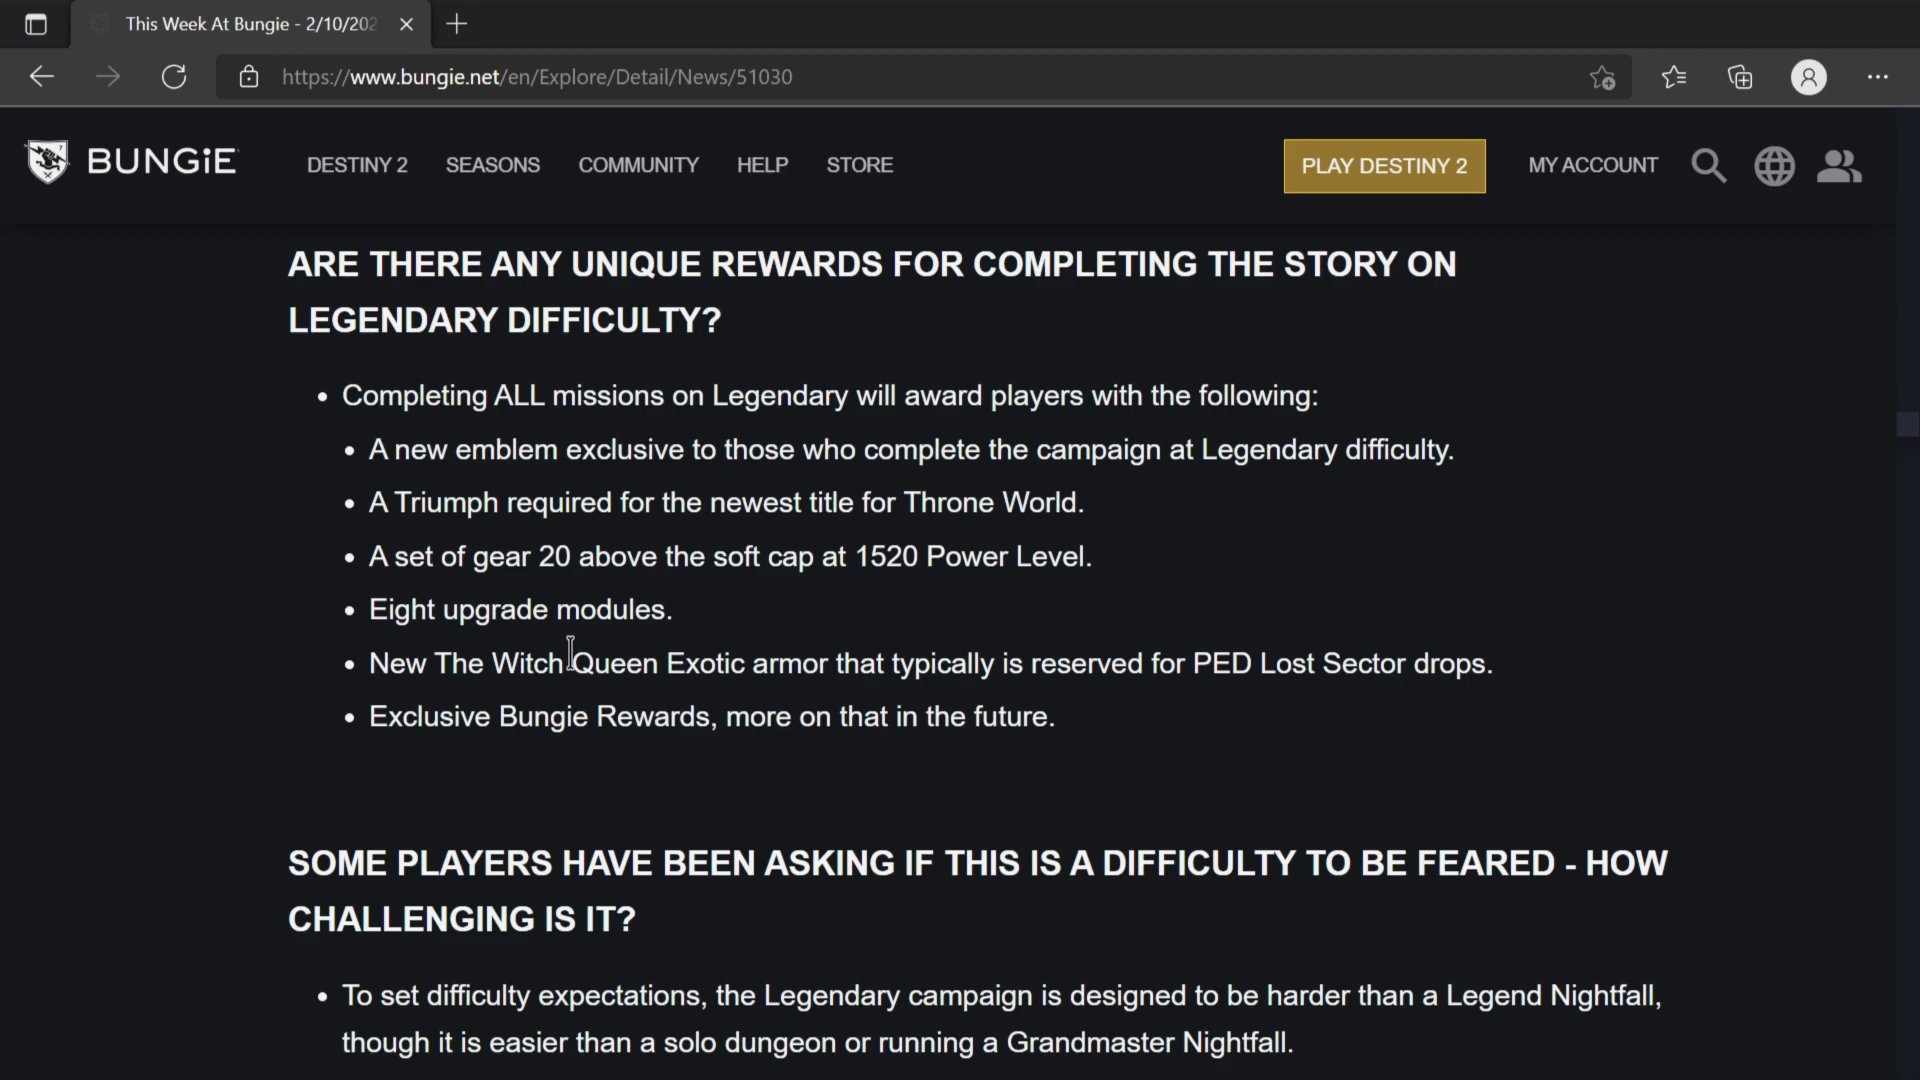 This Week At Bungie - 2/10/202
https://www.bungie.net/en/Explore/Detail/News/51030
BUNGiE
DESTINY 2
SEASONS
COMMUNITY
HELP
STORE
PLAY DESTINY 2
MY ACCOUNT
ARE THERE ANY UNIQUE REWARDS FOR COMPLETING THE STORY ON
LEGENDARY DIFFICULTY?
• Completing ALL missions on Legendary will award players with the following:
• A new emblem exclusive to those who complete the campaign at Legendary difficulty.
• A Triumph required for the newest title for Throne World.
• A set of gear 20 above the soft cap at 1520 Power Level.
• Eight upgrade modules.
• New The Witch Queen Exotic armor that typically is reserved for PED Lost Sector drops.
• Exclusive Bungie Rewards, more on that in the future.
SOME PLAYERS HAVE BEEN ASKING IF THIS IS A DIFFICULTY TO BE FEARED - HOW
CHALLENGING IS IT?
• To set difficulty expectations, the Legendary campaign is designed to be harder than a Legend Nightfall,
though it is easier than a solo dungeon or running a Grandmaster Nightfall.